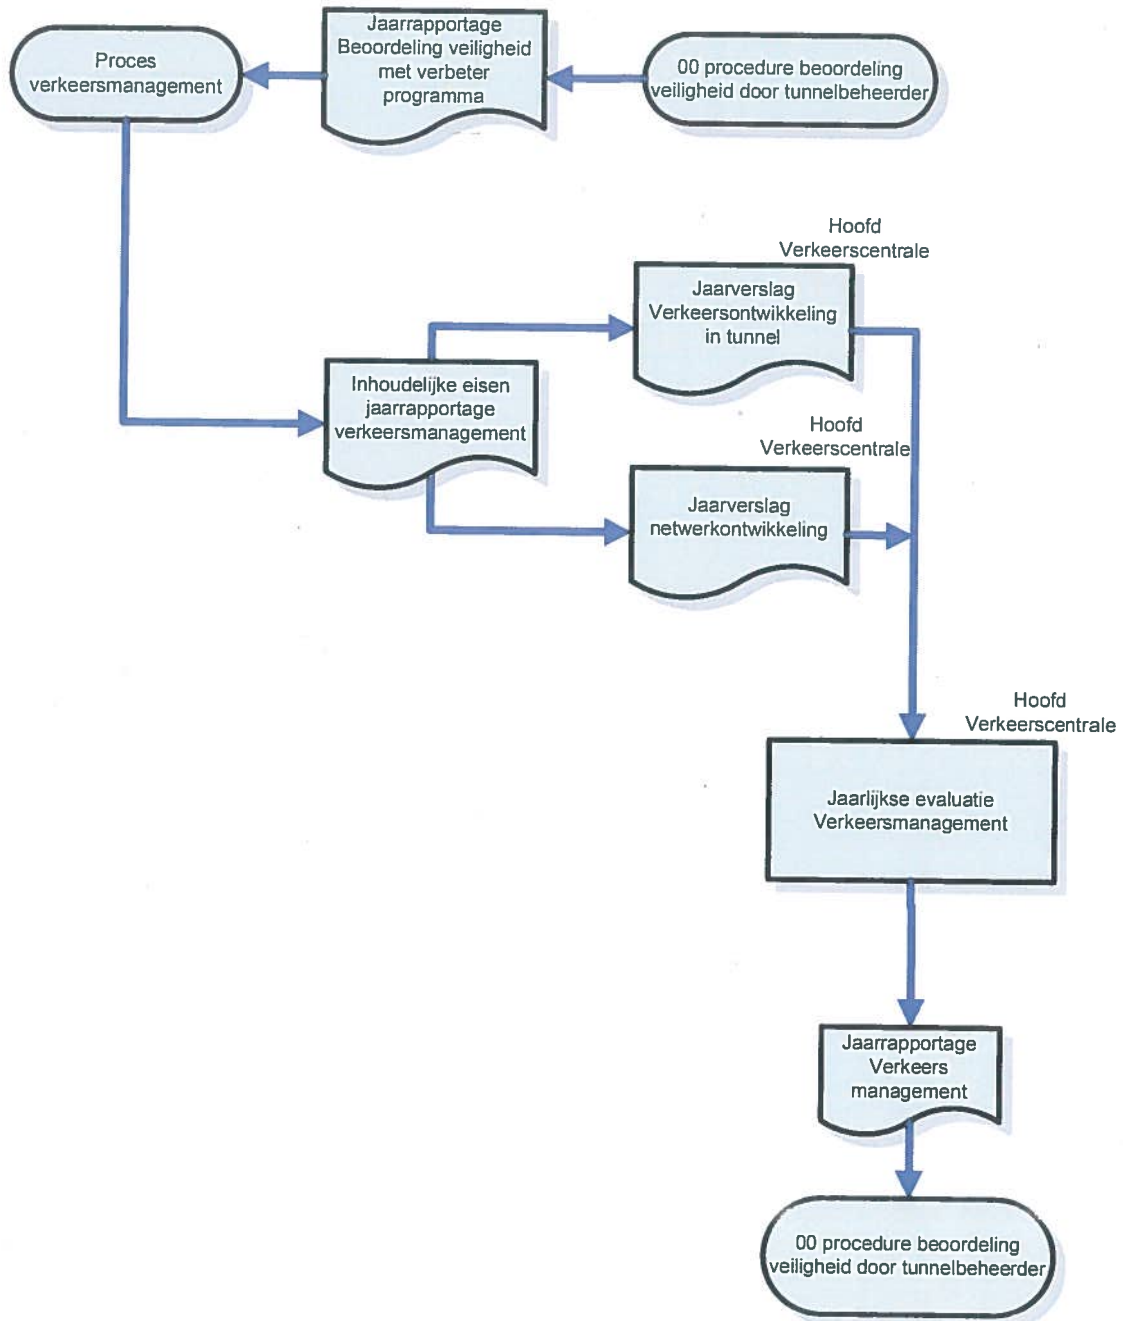 Proces
verkeersmanagement
Jaarrapportage
Beoordeling veiligheid
met verbeter
programma
00 procedure beoordeling
veiligheid door tunnelbeheerder
Hoofd
Verkeerscentrale
Jaarverslag
Verkeersontwikkeling
in tunnel
Inhoudelijke eisen
jaarrapportage
verkeersmanagement
Hoofd
Verkeerscentrale
Jaarverslag
netwerkontwikkeling
Hoofd
Verkeerscentrale
Jaarlijkse evaluatie
Verkeersmanagement
Jaarrapportage
Verkeers
management
00 procedure beoordeling
veiligheid door tunnelbeheerder